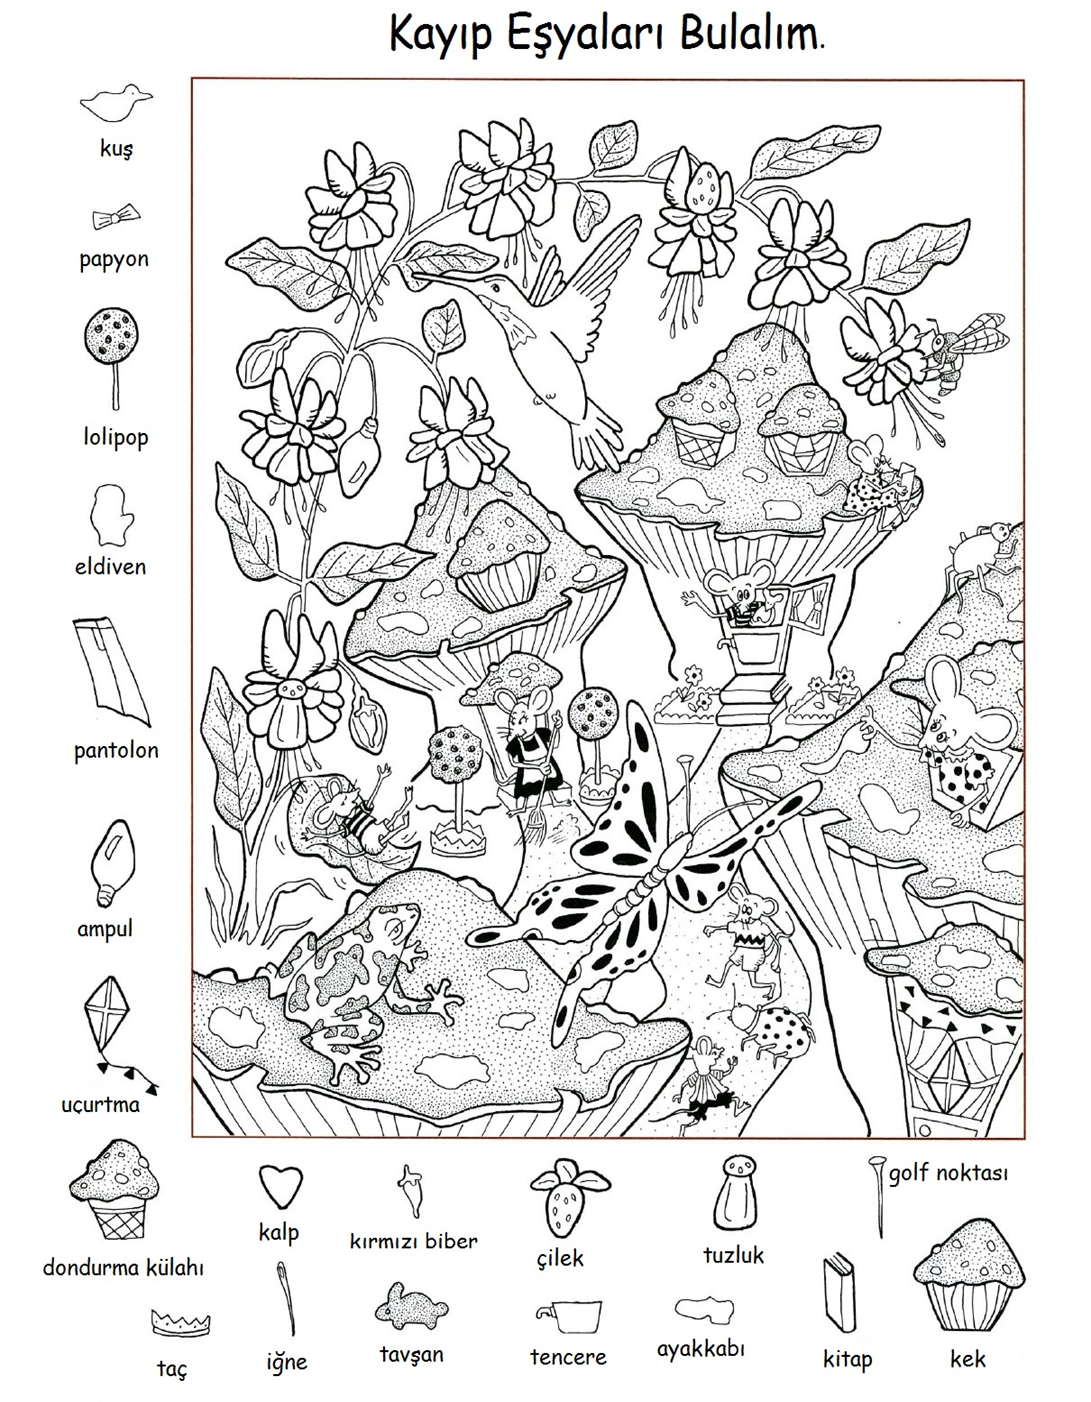 Kayıp Eşyaları Bulalım.
kuş
papyon
lolipop
eldiven
pantolon
ampul
uçurtma
dondurma külahı
kalp
kırmızı biber
çilek
tuzluk
golf noktası
taç
iğne
tavşan
tencere
ayakkabı
kitap
kek